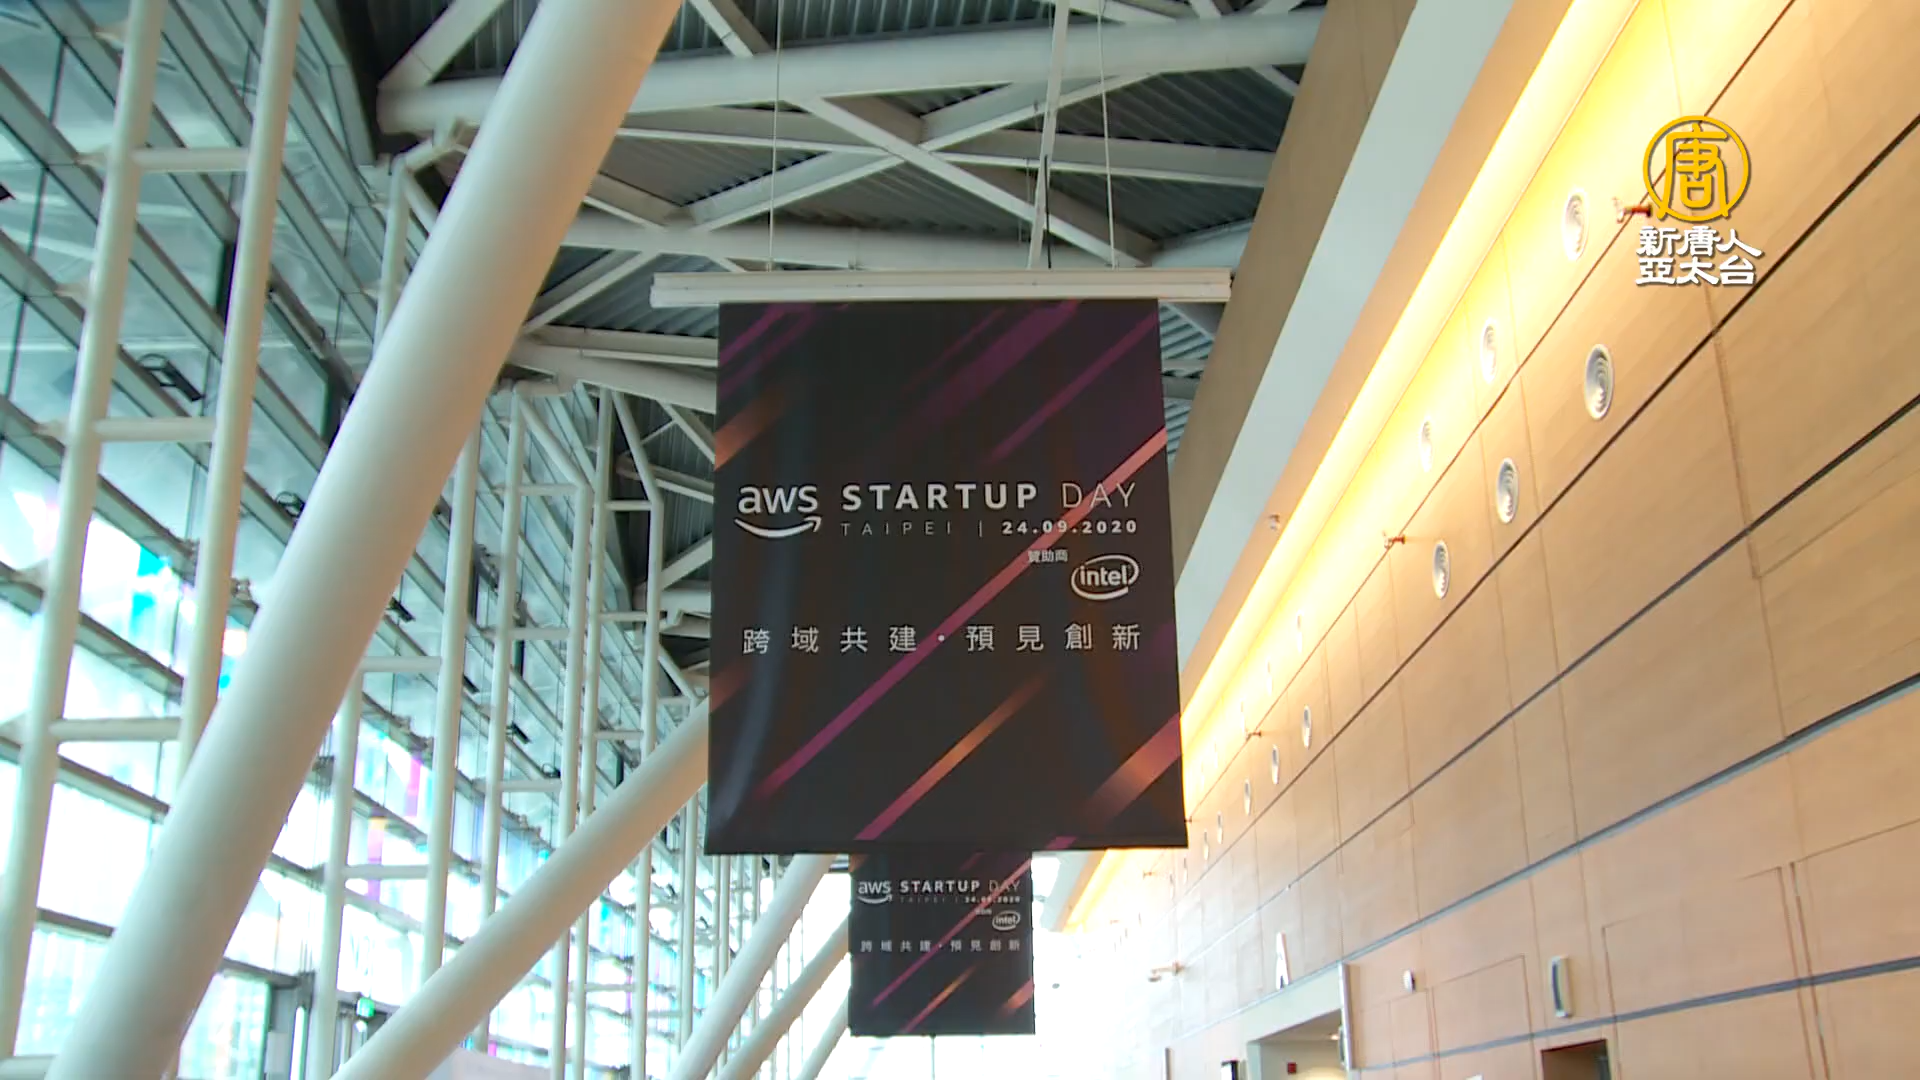 唐
新唐人
亞太台
aws STARTUP DAY
TAIPEI | 24.09.2020
贊助商
intel
跨域共建·預見創新
aws STARTUP DAY
TAIPEI | 24.09.2020
intel
跨域共建·預見創新